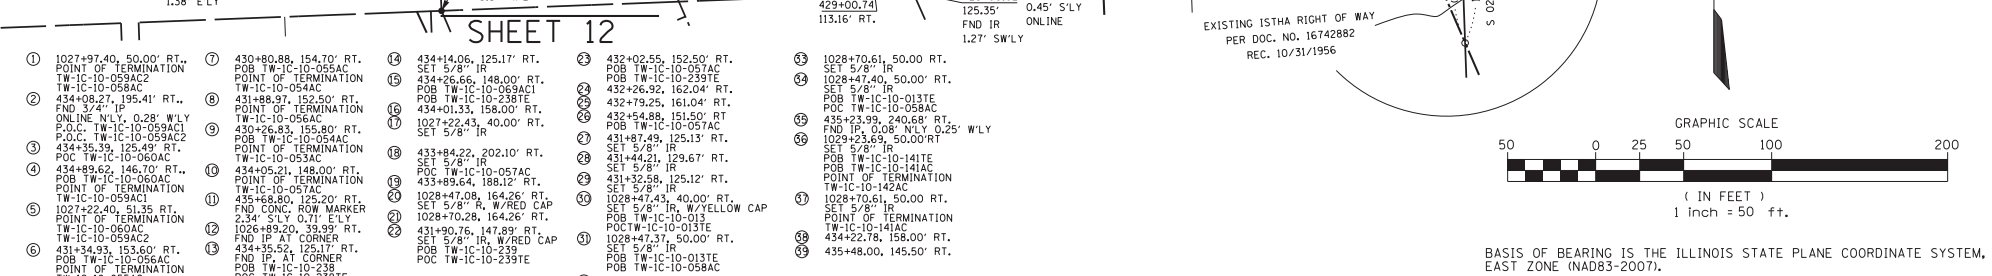 1.38' E'LY
SHEET 12
429+00.74
113.16' RT.
125.35'
FND IR
1.27' SW'LY
0.45' S'LY
ONLINE
EXISTING ISTHA RIGHT OF WAY
PER DOC. NO. 16742882
REC. 10/31/1956
S 02
1 1027+97.40, 50.00' RT.,
POINT OF TERMINATION
TW-1C-10-059AC2
TW-1C-10-058AC
2 434+08.27, 195.41' RT.,
FND 3/4" IP
ONLINE N'LY, 0.28' W'LY
P.O.C. TW-1C-10-059AC1
P.O.C. TW-1C-10-059AC2
3 434+35.39, 125.49' RT.
POC TW-1C-10-060AC
4 434+89.62, 146.70' RT.,
POB TW-1C-10-060AC
POINT OF TERMINATION
TW-1C-10-059AC1
5 1027+22.40, 51.35 RT.
POINT OF TERMINATION
TW-1C-10-060AC
TW-1C-10-059AC2
6 431+34.93, 153.60' RT.
POB TW-1C-10-056AC
POINT OF TERMINATION
7 430+80.88, 154.70' RT.
POB TW-1C-10-055AC
POINT OF TERMINATION
TW-1C-10-054AC
8 431+88.97, 152.50' RT.
POINT OF TERMINATION
TW-1C-10-056AC
9 430+26.83, 155.80' RT.
POB TW-1C-10-054AC
POINT OF TERMINATION
TW-1C-10-053AC
10 434+05.21, 148.00' RT.
POINT OF TERMINATION
TW-1C-10-057AC
11 435+68.80, 125.20' RT.
FND CONC. ROW MARKER
2.34' S'LY 0.71' E'LY
12 1026+89.20, 39.99' RT.
FND IP AT CORNER
13 434+35.52, 125.17' RT.
FND IP, AT CORNER
POB TW-1C-10-238
14 434+14.06, 125.17' RT.
SET 5/8" IR
15 434+26.66, 148.00' RT.
POB TW-1C-10-069AC1
POB TW-1C-10-238TE
16 434+01.33, 158.00' RT.
17 1027+22.43, 40.00' RT.
SET 5/8" IR
18 433+84.22, 202.10' RT.
SET 5/8" IR
POC TW-1C-10-057AC
19 433+89.64, 188.12' RT.
20 1028+47.08, 164.26' RT.
SET 5/8" R, W/RED CAP
21 1028+70.28, 164.26' RT.
22 431+90.76, 147.89' RT.
SET 5/8" IR, W/RED CAP
POB TW-1C-10-239
POC TW-1C-10-239TE
23 432+02.55, 152.50' RT.
POB TW-1C-10-057AC
POB TW-1C-10-239TE
24 432+26.92, 162.04' RT.
25 432+79.25, 161.04' RT.
26 432+54.88, 151.50' RT
POB TW-1C-10-057AC
27 431+87.49, 125.13' RT.
SET 5/8" IR
28 431+44.21, 129.67' RT.
SET 5/8" IR
29 431+32.58, 125.12' RT.
SET 5/8" IR
30 1028+47.43, 40.00' RT.
SET 5/8" IR, W/YELLOW CAP
POB TW-1C-10-013
POCTW-1C-10-013TE
31 1028+47.37, 50.00' RT.
SET 5/8" IR
POB TW-1C-10-013TE
POB TW-1C-10-058AC
33 1028+70.61, 50.00 RT.
SET 5/8" IR
34 1028+47.40, 50.00' RT.
SET 5/8" IR
POB TW-1C-10-013TE
POC TW-1C-10-058AC
35 435+23.99, 240.68' RT.
FND IP, 0.08' N'LY 0.25' W'LY
36 1029+23.69, 50.00'RT
SET 5/8" IR
POB TW-1C-10-141TE
POB TW-1C-10-141AC
POINT OF TERMINATION
TW-1C-10-142AC
37 1028+70.61, 50.00' RT.
SET 5/8" IR
POINT OF TERMINATION
TW-1C-10-141AC
38 434+22.78, 158.00' RT.
39 435+48.00, 145.50' RT.
GRAPHIC SCALE
50 0 25 50 100 200
( IN FEET )
1 inch = 50 ft.
BASIS OF BEARING IS THE ILLINOIS STATE PLANE COORDINATE SYSTEM,
EAST ZONE (NAD83-2007).